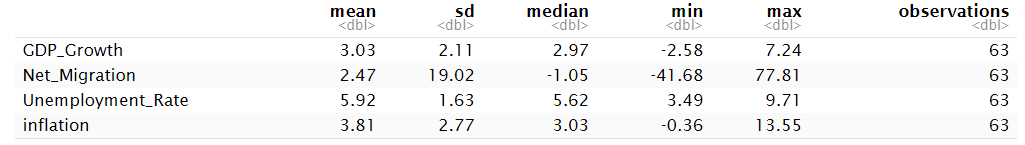 mean sd median min max observations
<dbl> <dbl> <dbl> <dbl> <dbl> <dbl>
GDP_Growth 3.03 2.11 2.97 -2.58 7.24 63
Net_Migration 2.47 19.02 -1.05 -41.68 77.81 63
Unemployment_Rate 5.92 1.63 5.62 3.49 9.71 63
inflation 3.81 2.77 3.03 -0.36 13.55 63